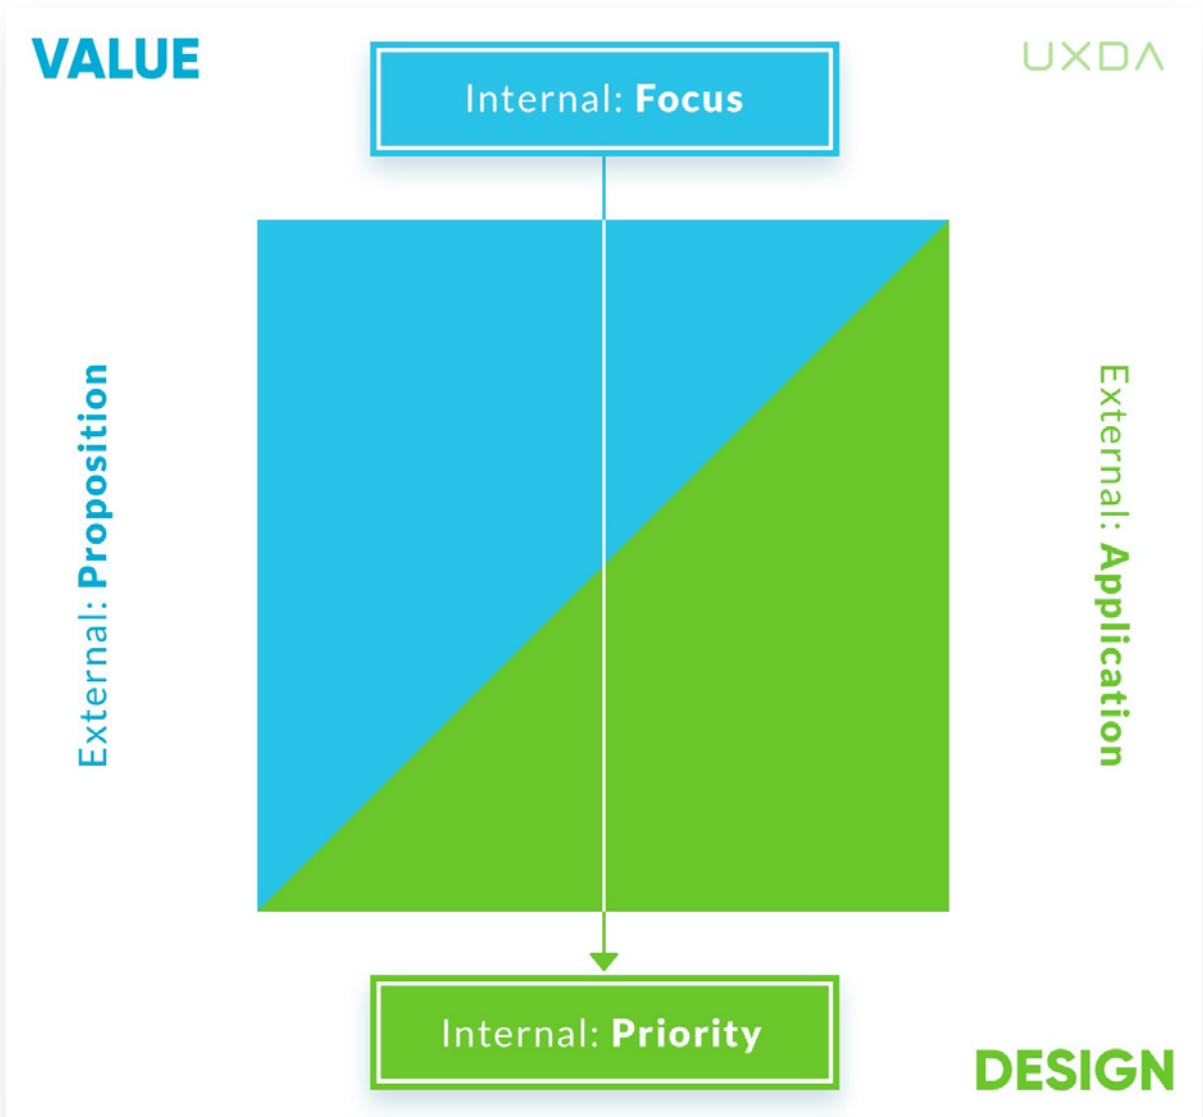 VALUE
UXDA
Internal: Focus
External: Proposition
External: Application
Internal: Priority
DESIGN